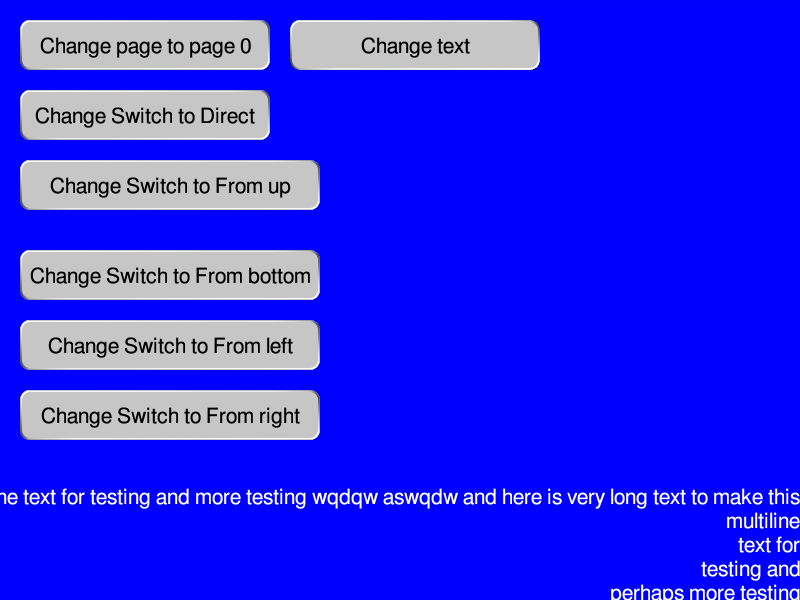 Change page to page 0
Change text
Change Switch to Direct
Change Switch to From up
Change Switch to From bottom
Change Switch to From left
Change Switch to From right
text for testing and more testing wqdqw aswqdw and here is very long text to make this
multiline
text for
testing and
perhaps more testing